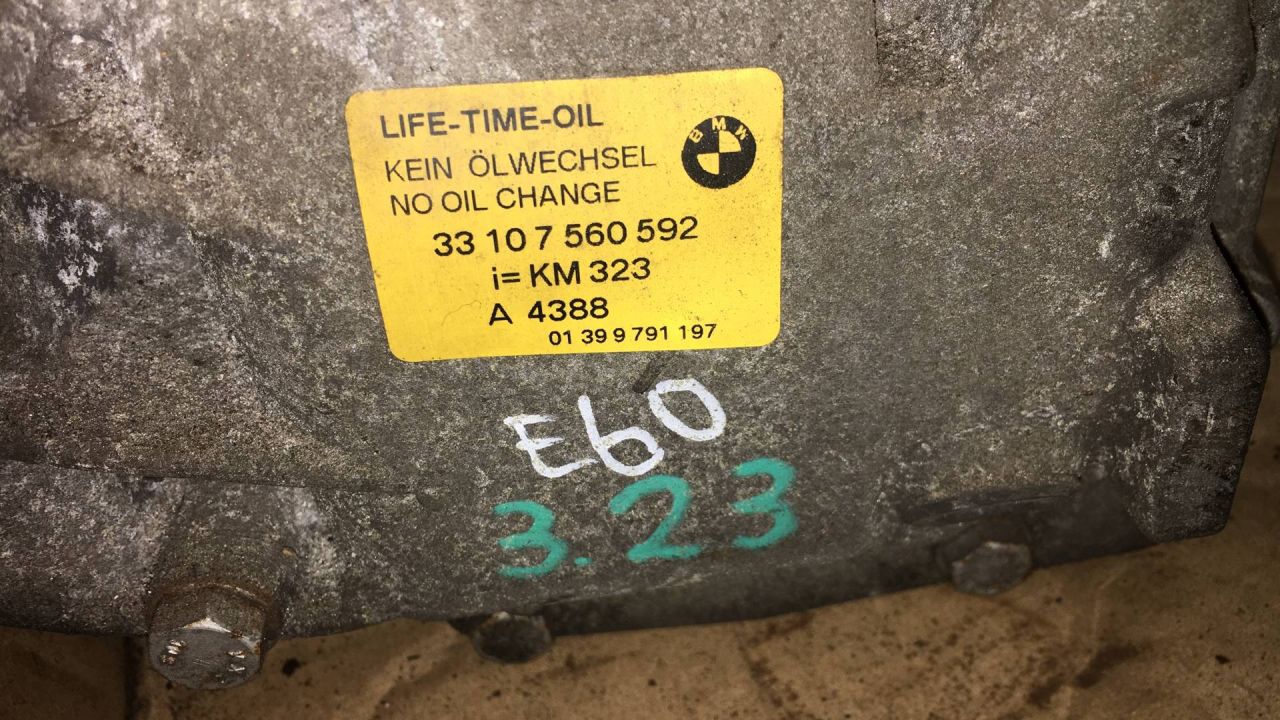 LIFE-TIME-OIL
BMW
KEIN ÖLWECHSEL
NO OIL CHANGE
33 10 7 560 592
i= KM 323
A 4388
01 39 9 791 197
E60
3.23